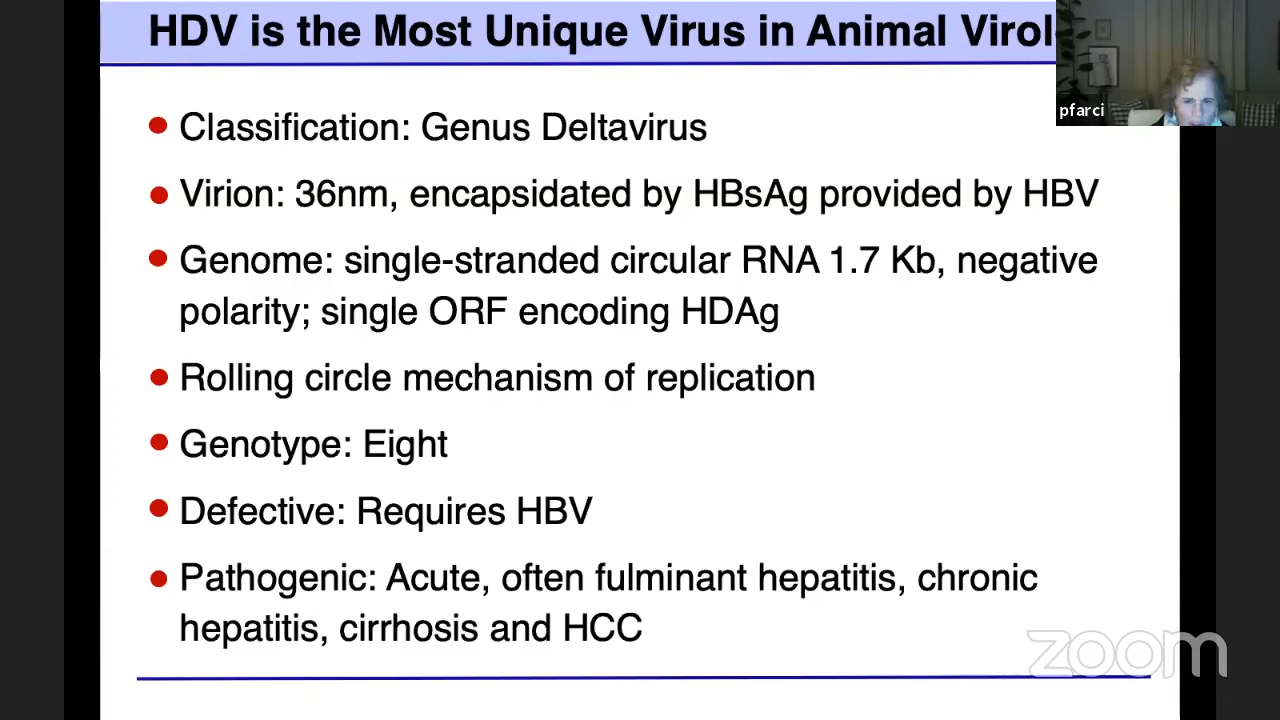 HDV is the Most Unique Virus in Animal Virol
pfarci
Classification: Genus Deltavirus
Virion: 36nm, encapsidated by HBsAg provided by HBV
Genome: single-stranded circular RNA 1.7 Kb, negative
polarity; single ORF encoding HDAg
Rolling circle mechanism of replication
Genotype: Eight
Defective: Requires HBV
Pathogenic: Acute, often fulminant hepatitis, chronic
hepatitis, cirrhosis and HCC
zoom